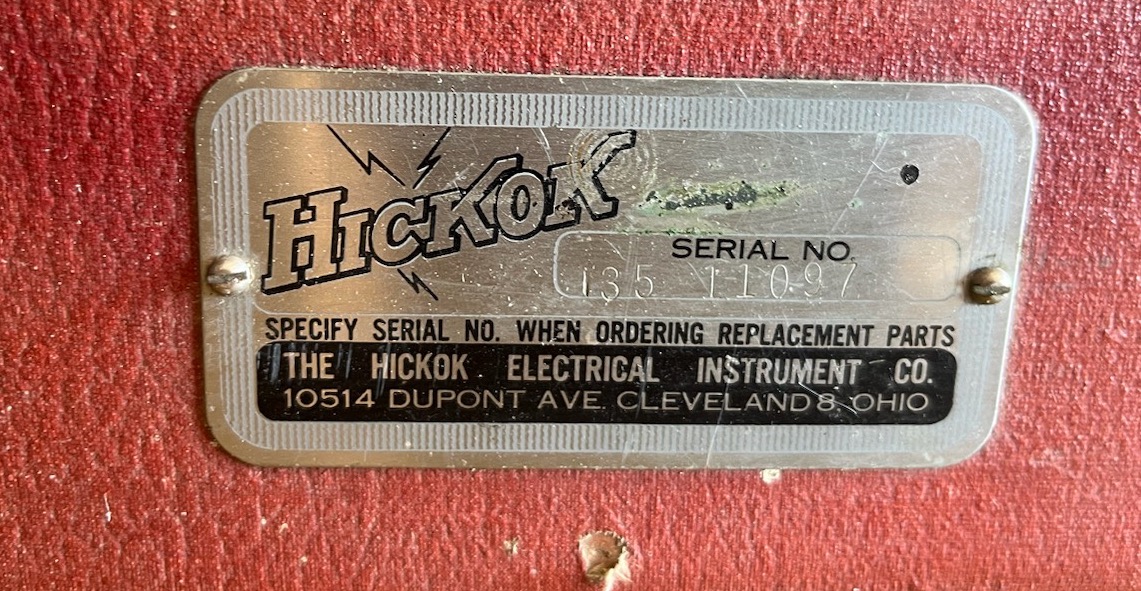 HICKOK
SERIAL NO.
135 11097
SPECIFY SERIAL NO. WHEN ORDERING REPLACEMENT PARTS
THE HICKOK ELECTRICAL INSTRUMENT CO.
10514 DUPONT AVE. CLEVELAND 8, OHIO